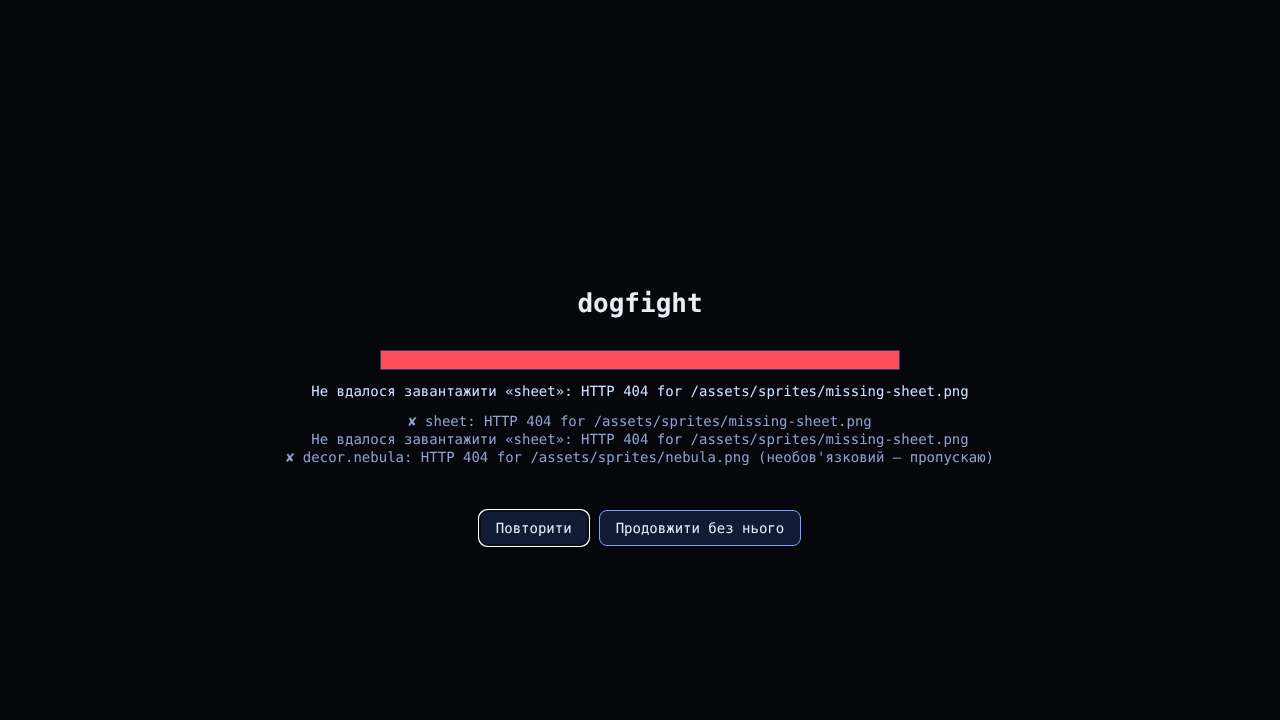 dogfight
Не вдалося завантажити «sheet»: HTTP 404 for /assets/sprites/missing-sheet.png
✘ sheet: HTTP 404 for /assets/sprites/missing-sheet.png
Не вдалося завантажити «sheet»: HTTP 404 for /assets/sprites/missing-sheet.png
✘ decor.nebula: HTTP 404 for /assets/sprites/nebula.png (необов'язковий — пропускаю)
Повторити
Продовжити без нього